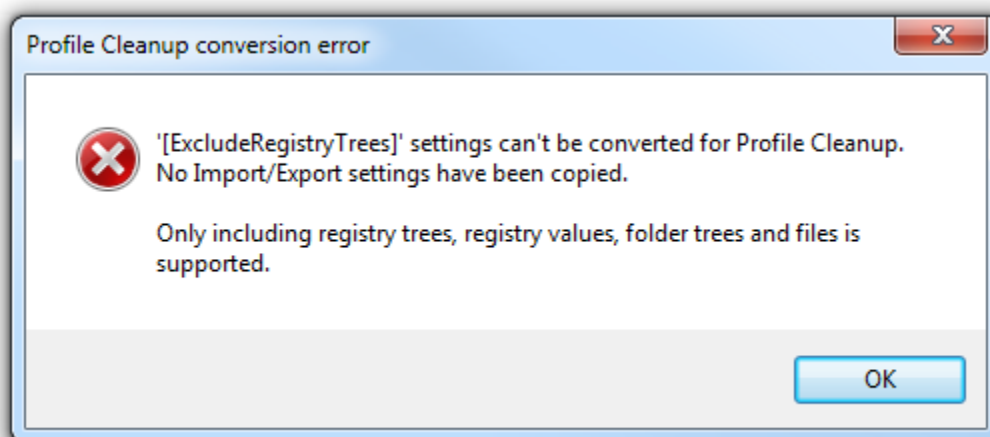 Profile Cleanup conversion error
'[ExcludeRegistryTrees]' settings can't be converted for Profile Cleanup.
No Import/Export settings have been copied.
Only including registry trees, registry values, folder trees and files is
supported.
OK